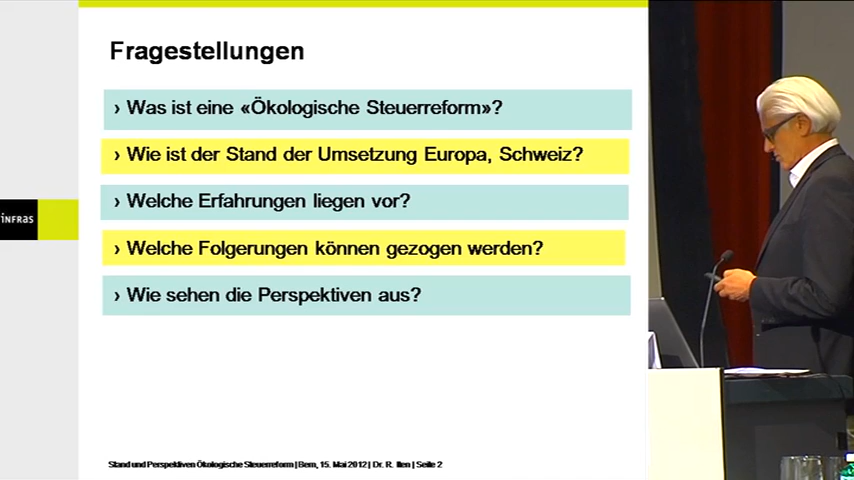 Fragestellungen
› Was ist eine «Ökologische Steuerreform»?
› Wie ist der Stand der Umsetzung Europa, Schweiz?
› Welche Erfahrungen liegen vor?
infras
› Welche Folgerungen können gezogen werden?
› Wie sehen die Perspektiven aus?
Stand und Perspektiven Ökologische Steuerreform | Bern, 15. Mai 2012 | Dr. R. Iten | Seite 2